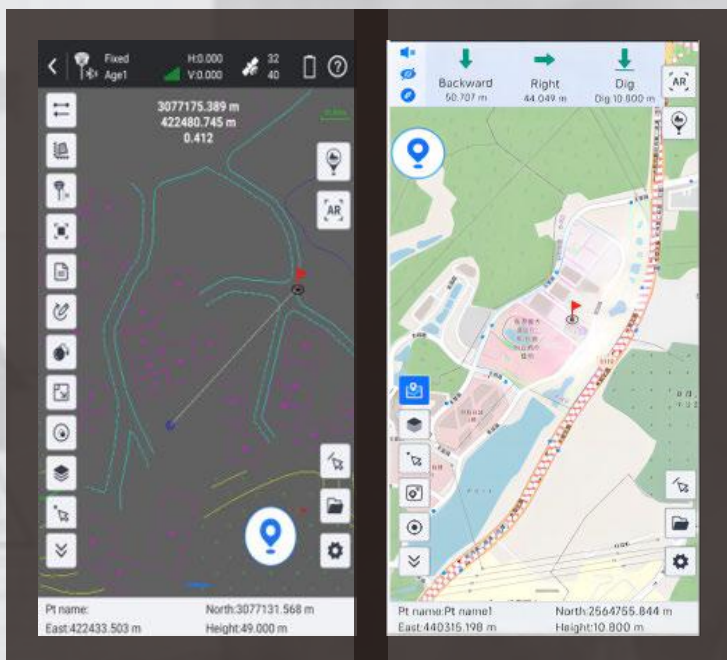 Fixed
Age1
H:0.000
V:0.000
32
40
3077175.389 m
422480.745 m
0.412
AR
Pt name:
North:3077131.568 m
East:422433.503 m
Height:49.000 m
Backward
50.707 m
Right
44.049 m
Dig
Dig 10.800 m
AR
Pt name:Pt name1
North:2564765.844 m
East:440315.198 m
Height:10.800 m